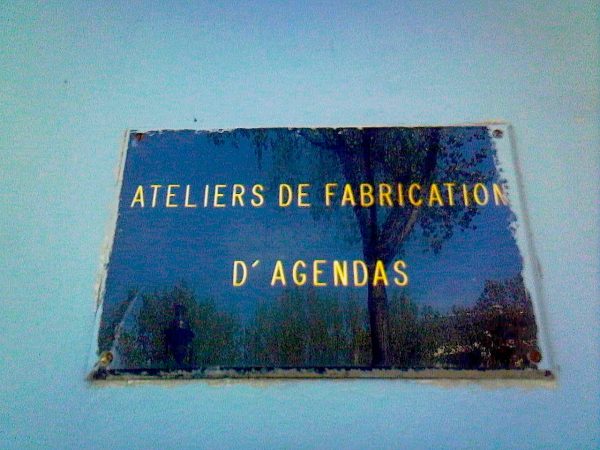 ATELIERS DE FABRICATION
D'AGENDAS